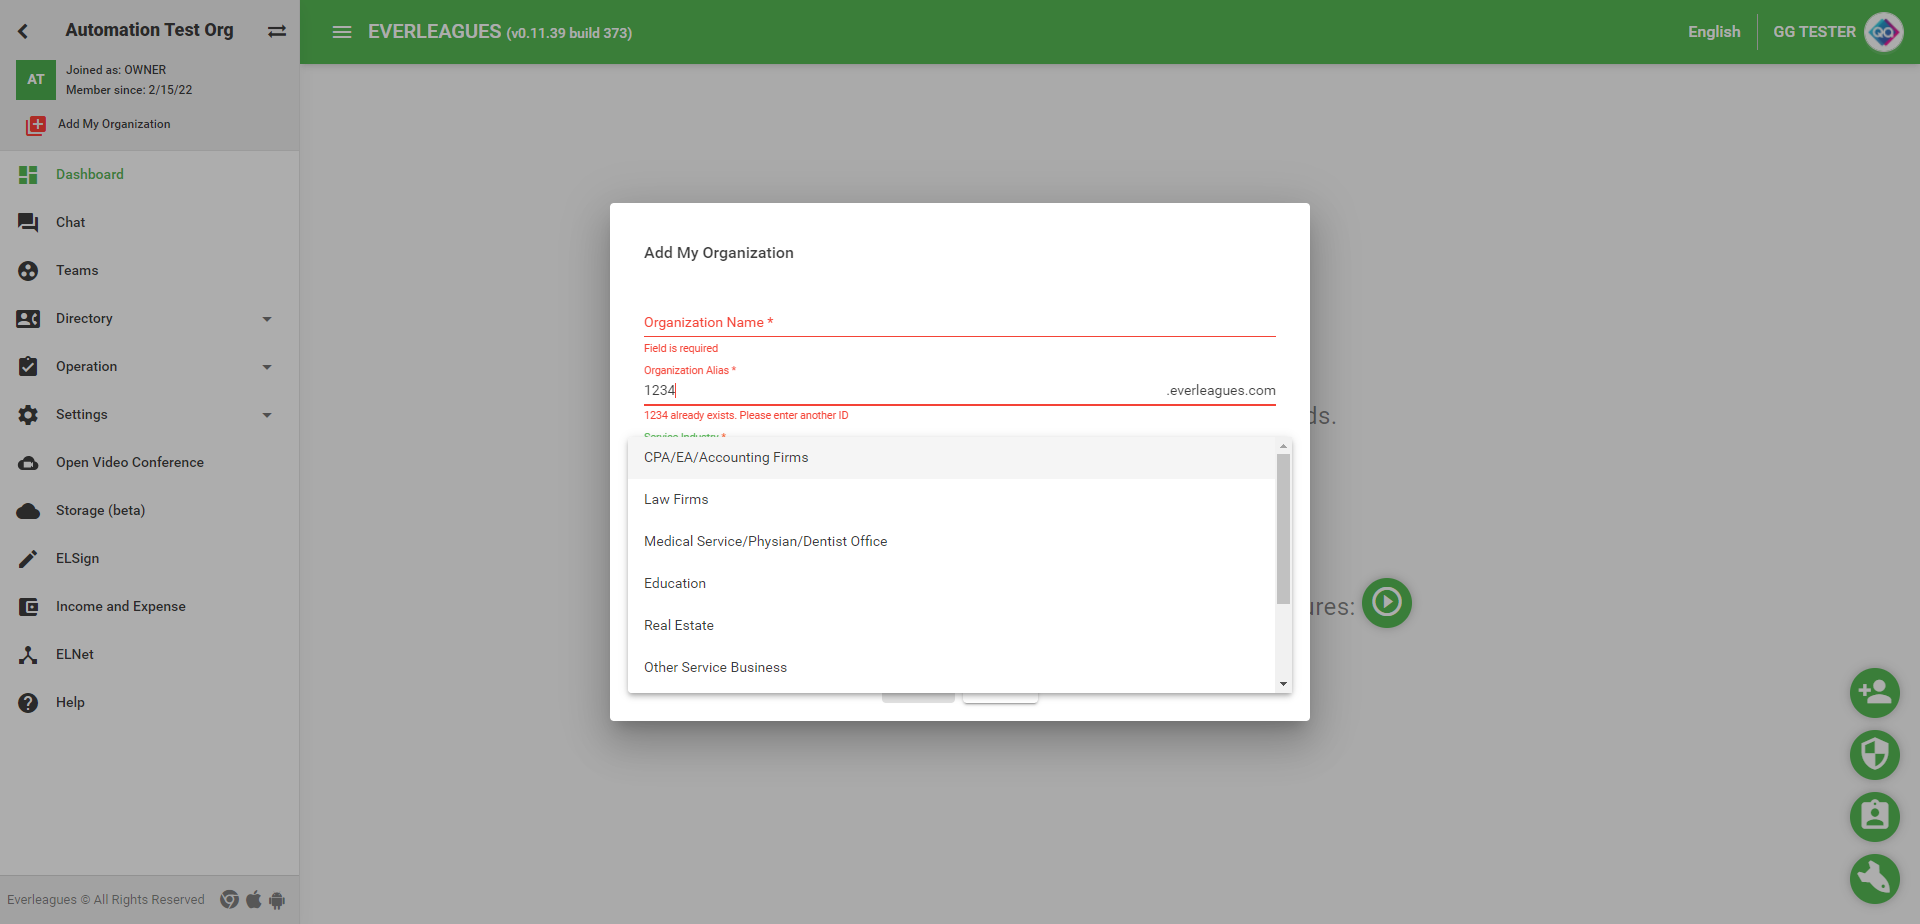 Automation Test Org
AT
Joined as: OWNER
Member since: 2/15/22
Add My Organization
Dashboard
Chat
Teams
Directory
Operation
Settings
Open Video Conference
Storage (beta)
ELSign
Income and Expense
ELNet
Help
Everleagues © All Rights Reserved
EVERLEAGUES (v0.11.39 build 373)
English
GG TESTER
QA
Add My Organization
Organization Name *
Field is required
Organization Alias *
1234
.everleagues.com
1234 already exists. Please enter another ID
Service Industry *
CPA/EA/Accounting Firms
Law Firms
Medical Service/Physian/Dentist Office
Education
Real Estate
Other Service Business
ds.
ures: